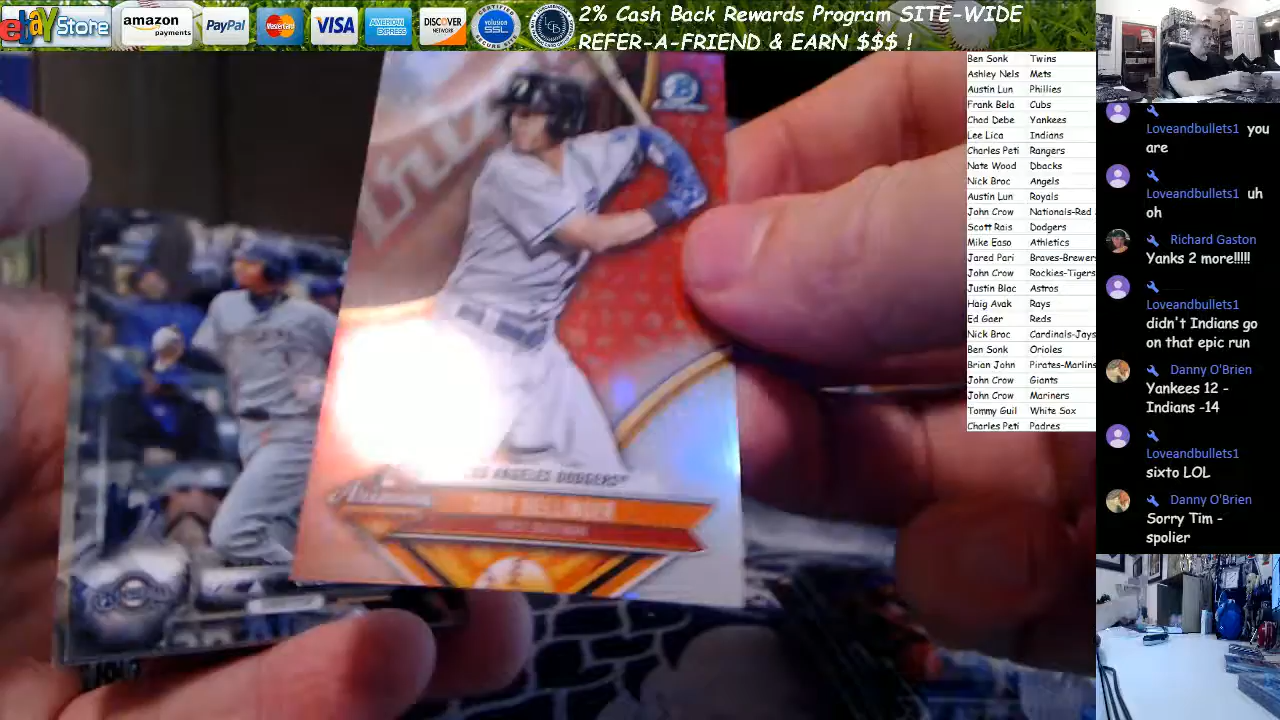 ebay Store
amazon payments
PayPal
MasterCard
VISA
AMERICAN EXPRESS
DISCOVER NETWORK
CERTIFIED
volusion SSL
SECURE SITE
2% Cash Back Rewards Program SITE-WIDE
REFER-A-FRIEND & EARN $$$ !
Ben Sonk Twins
Ashley Nels Mets
Austin Lun Phillies
Frank Bela Cubs
Chad Debe Yankees
Lee Lica Indians
Charles Peti Rangers
Nate Wood Dbacks
Nick Broc Angels
Austin Lun Royals
John Crow Nationals-Red
Scott Rais Dodgers
Mike Easo Athletics
Jared Pari Braves-Brewers
John Crow Rockies-Tigers
Justin Blac Astros
Haig Avak Rays
Ed Gaer Reds
Nick Broc Cardinals-Jays
Ben Sonk Orioles
Brian John Pirates-Marlins
John Crow Giants
John Crow Mariners
Tommy Guil White Sox
Charles Peti Padres
Loveandbullets1 you
are
Loveandbullets1 uh
oh
Richard Gaston
Yanks 2 more!!!!!
Loveandbullets1
didn't Indians go
on that epic run
Danny O'Brien
Yankees 12 -
Indians -14
Loveandbullets1
sixto LOL
Danny O'Brien
Sorry Tim -
spolier
B
ANGELES DODGERS
BELLINGER